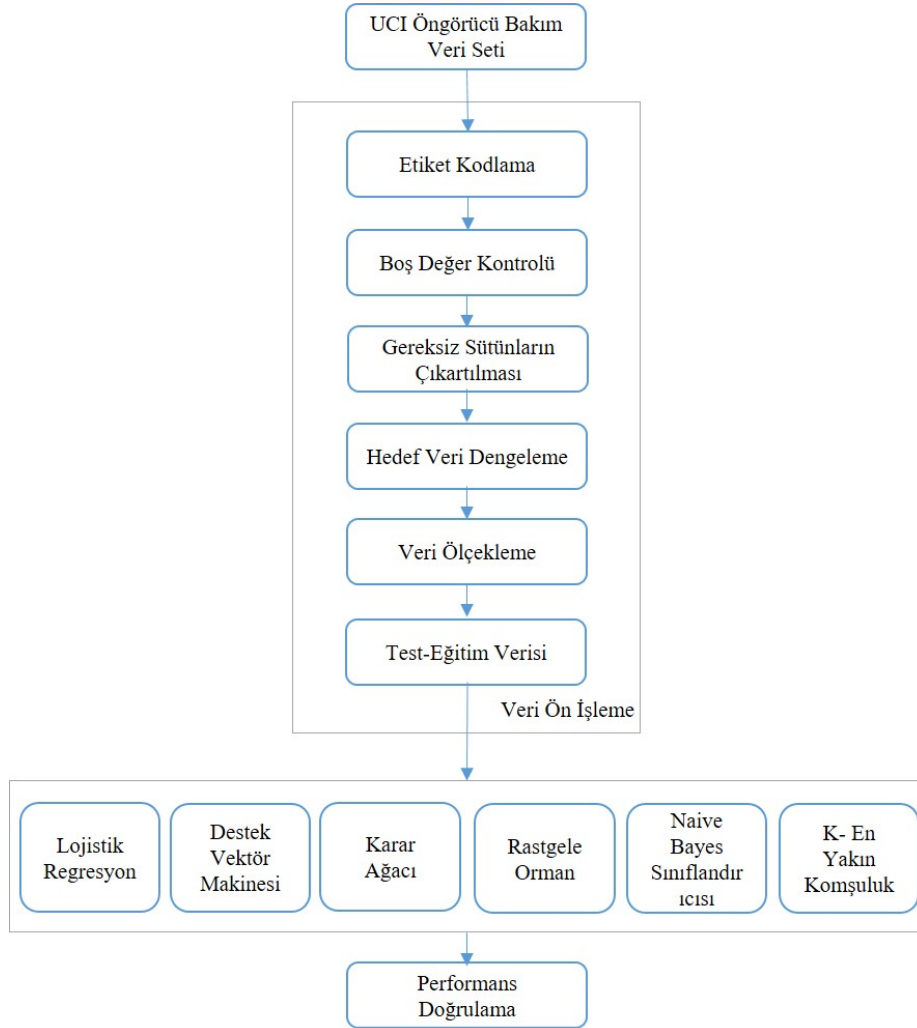 UCI Öngörücü Bakım
Veri Seti
Etiket Kodlama
Boş Değer Kontrolü
Gereksiz Sütünların
Çıkartılması
Hedef Veri Dengeleme
Veri Ölçekleme
Test-Eğitim Verisi
Veri Ön İşleme
Lojistik
Regresyon
Destek
Vektör
Makinesi
Karar
Ağacı
Rastgele
Orman
Naive
Bayes
Sınıflandır
ıcısı
K- En
Yakın
Komşuluk
Performans
Doğrulama